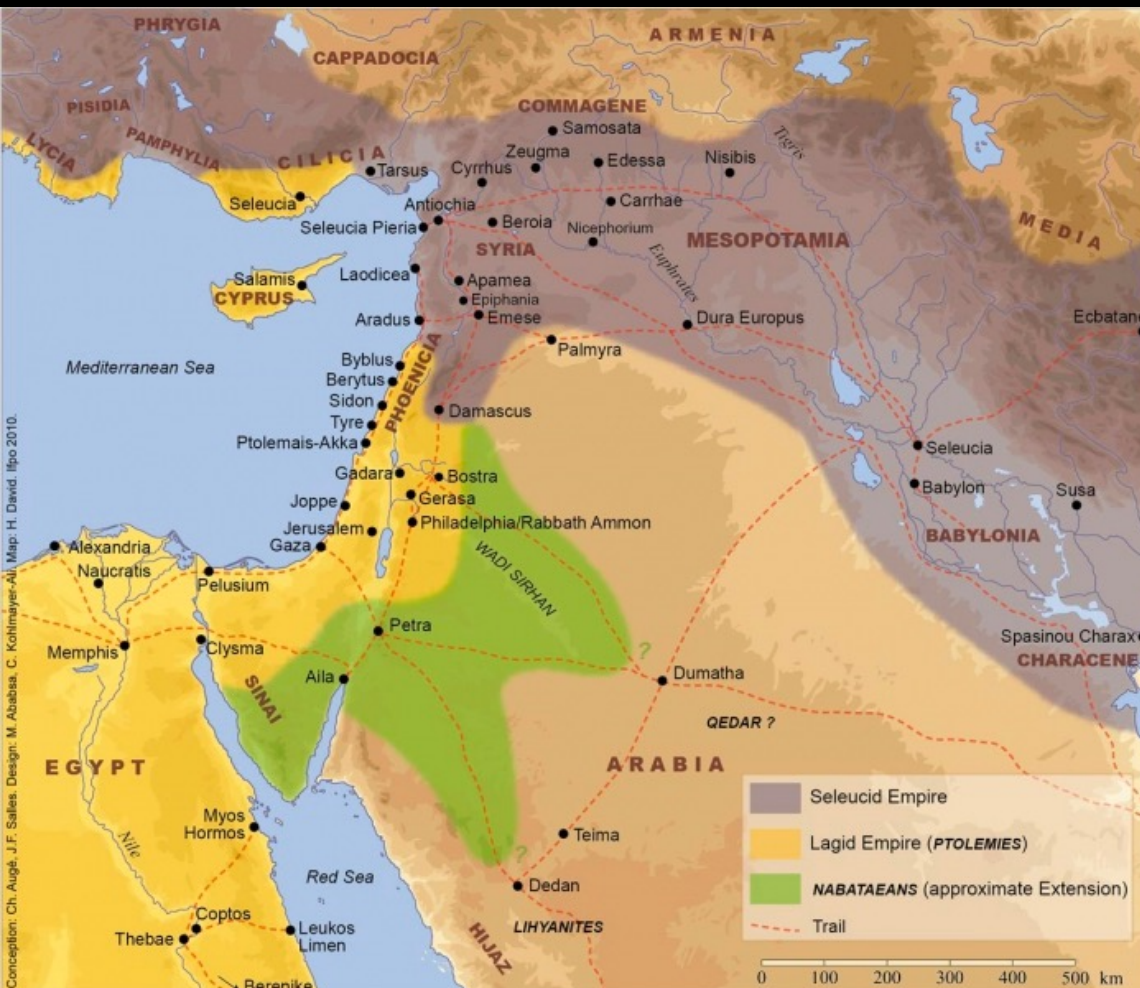 PHRYGIA
CAPPADOCIA
ARMENIA
PISIDIA
COMMAGENE
LYCIA
PAMPHYLIA
CILICIA
Tarsus
Samosata
Zeugma
Edessa
Nisibis
Tigris
Cyrrhus
Seleucia
Antiochia
Carrhae
Seleucia Pieria
Beroia
Nicephorium
MEDIA
SYRIA
MESOPOTAMIA
Euphrates
Laodicea
Salamis
CYPRUS
Apamea
Epiphania
Aradus
Emese
Dura Europus
Ecbatan
Palmyra
Mediterranean Sea
Byblus
Berytus
Sidon
PHOENICIA
Tyre
Damascus
Ptolemais-Akka
Seleucia
Gadara
Bostra
Babylon
Susa
Gerasa
Joppe
Philadelphia/Rabbath Ammon
Jerusalem
BABYLONIA
Gaza
Alexandria
Naucratis
Pelusium
WADI SIRHAN
Petra
Spasinou Charax
CHARACENE
Memphis
Clysma
?
Aila
Dumatha
SINAI
QEDAR ?
EGYPT
ARABIA
Nile
Myos
Hormos
Teima
?
Red Sea
Dedan
Coptos
Thebae
Leukos
Limen
LIHYANITES
HIJAZ
Berenike
Seleucid Empire
Lagid Empire (PTOLEMIES)
NABATAEANS (approximate Extension)
Trail
0 100 200 300 400 500 km
Conception: Ch. Augé, J.F. Salles. Design: M. Ababsa, C. Kohlmayer-Ali. Map: H. David. Ifpo 2010.